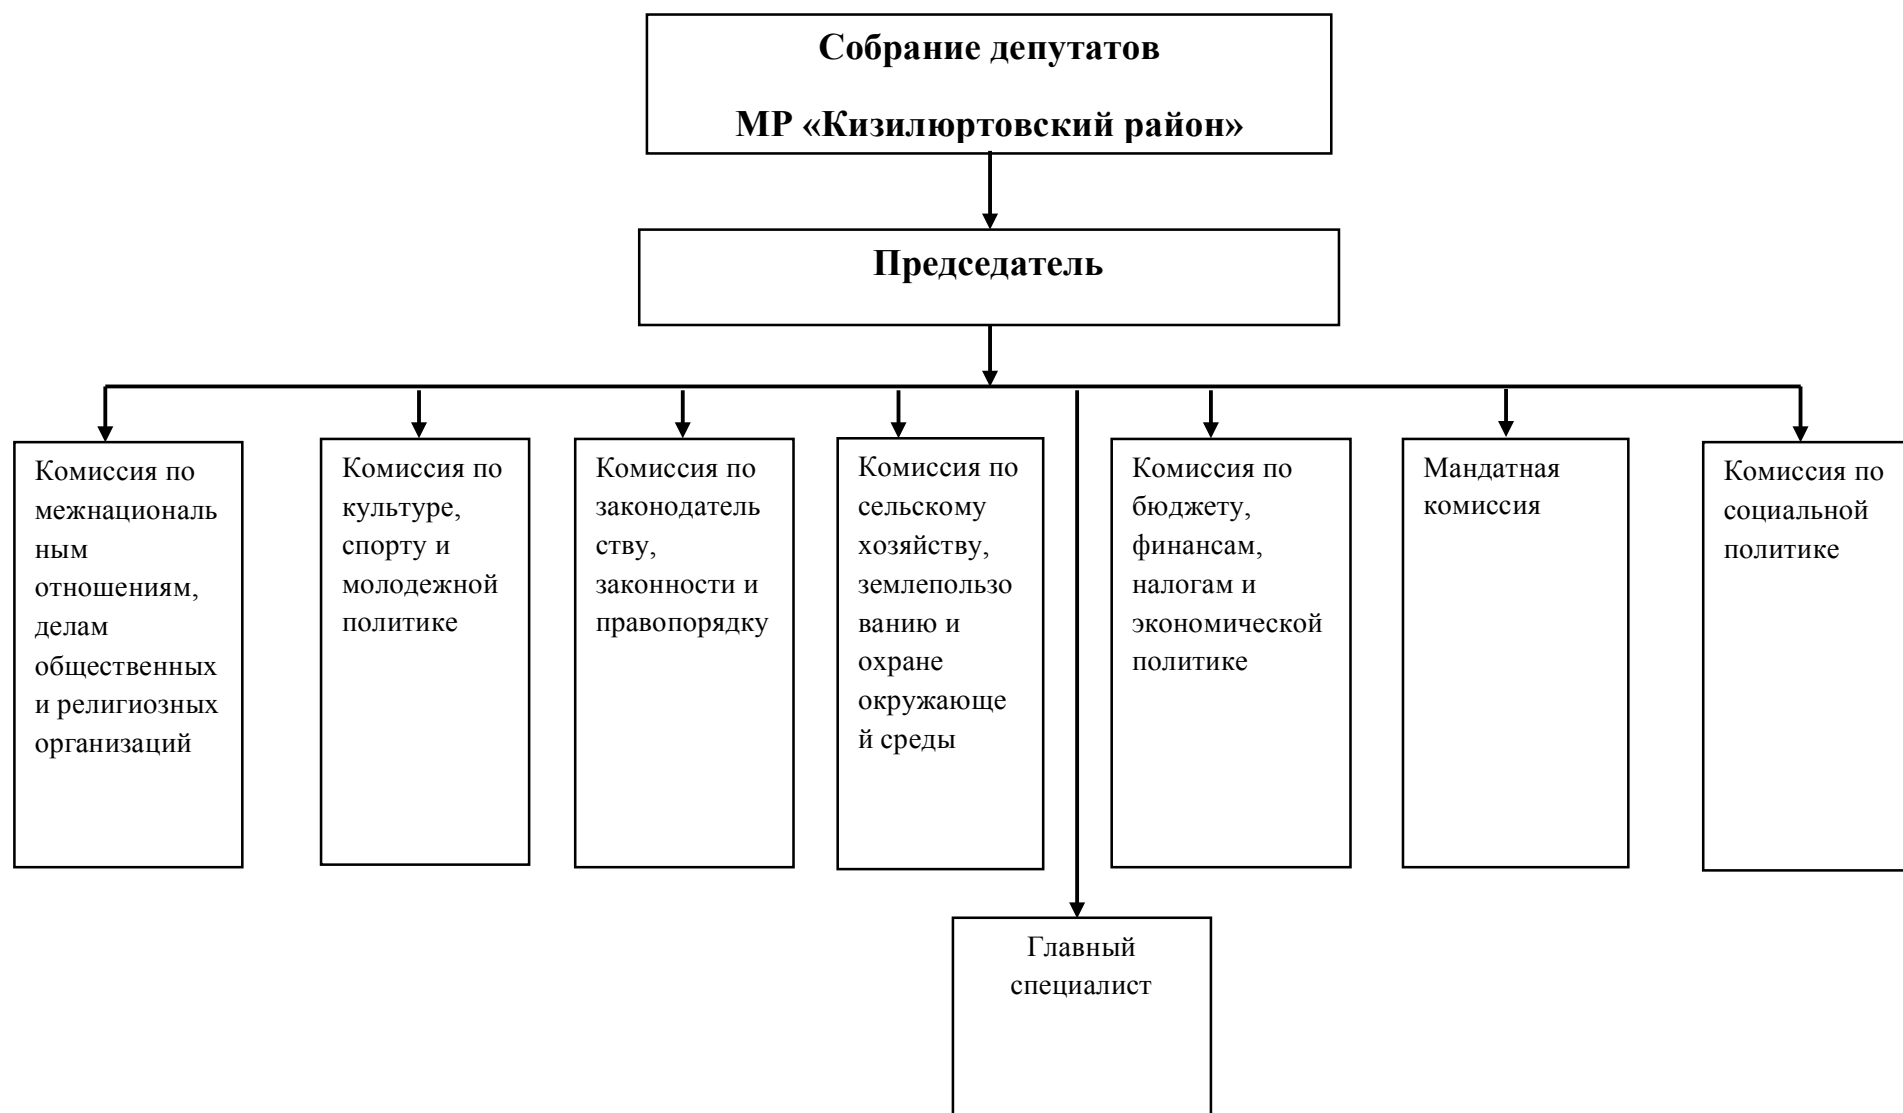 Собрание депутатов
МР «Кизилюртовский район»
Председатель
Комиссия по
межнациональ
ным
отношениям,
делам
общественных
и религиозных
организаций
Комиссия по
культуре,
спорту и
молодежной
политике
Комиссия по
законодатель
ству,
законности и
правопорядку
Комиссия по
сельскому
хозяйству,
землепользо
ванию и
охране
окружающе
й среды
Комиссия по
бюджету,
финансам,
налогам и
экономической
политике
Мандатная
комиссия
Комиссия по
социальной
политике
Главный
специалист